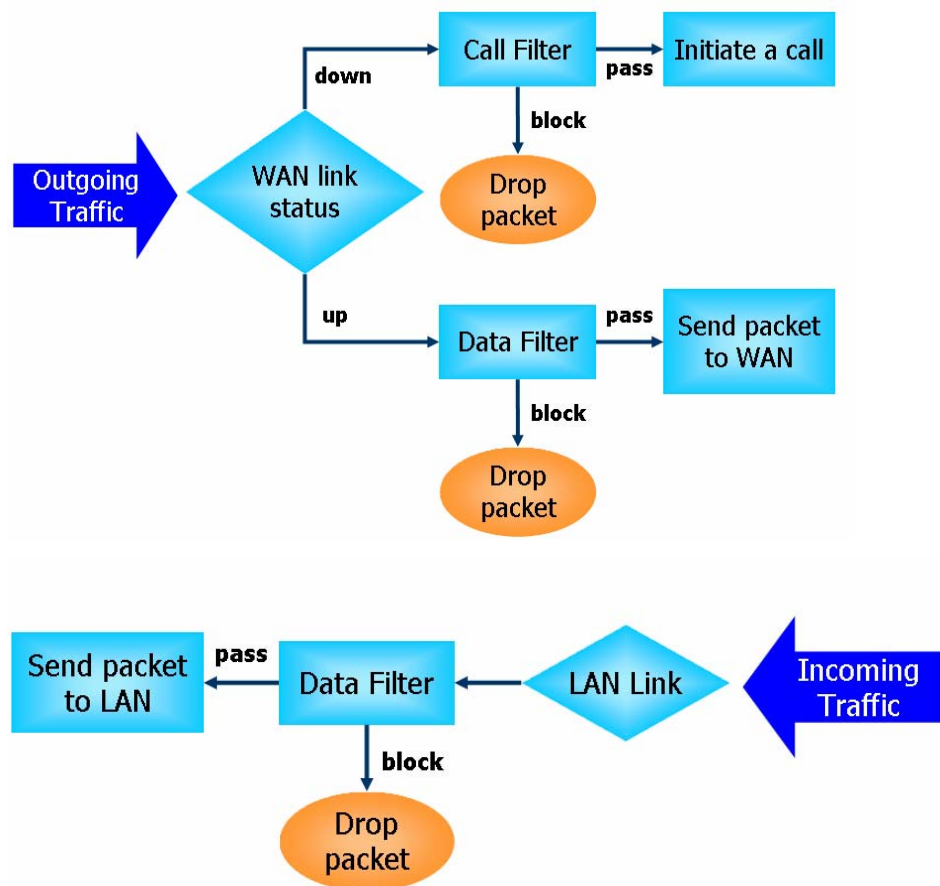 Outgoing
Traffic
WAN link
status
down
Call Filter
pass
Initiate a call
block
Drop
packet
up
Data Filter
pass
Send packet
to WAN
block
Drop
packet
Incoming
Traffic
LAN Link
Data Filter
pass
Send packet
to LAN
block
Drop
packet